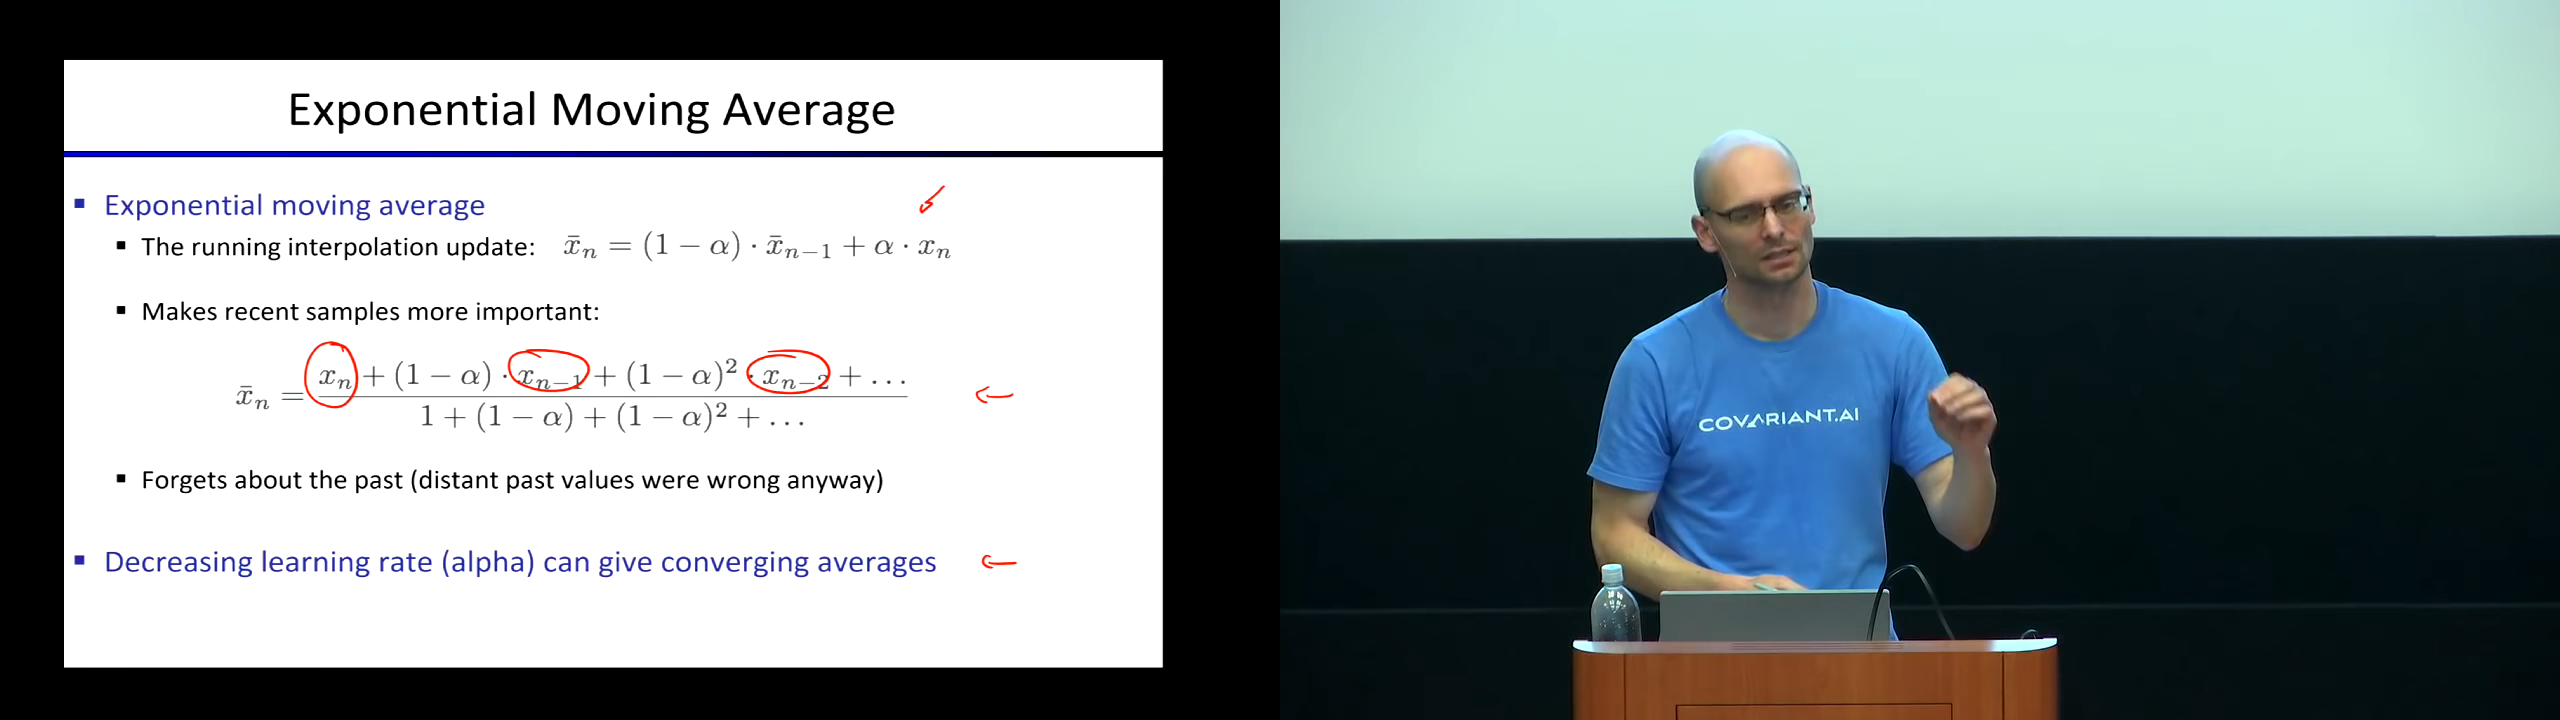 Exponential Moving Average
▪ Exponential moving average
▪ The running interpolation update: x̄ₙ = (1 − α) · x̄ₙ₋₁ + α · xₙ
▪ Makes recent samples more important:
x̄ₙ = (xₙ + (1 − α) · xₙ₋₁ + (1 − α)² · xₙ₋₂ + …) / (1 + (1 − α) + (1 − α)² + …)
▪ Forgets about the past (distant past values were wrong anyway)
▪ Decreasing learning rate (alpha) can give converging averages
COVARIANT.AI